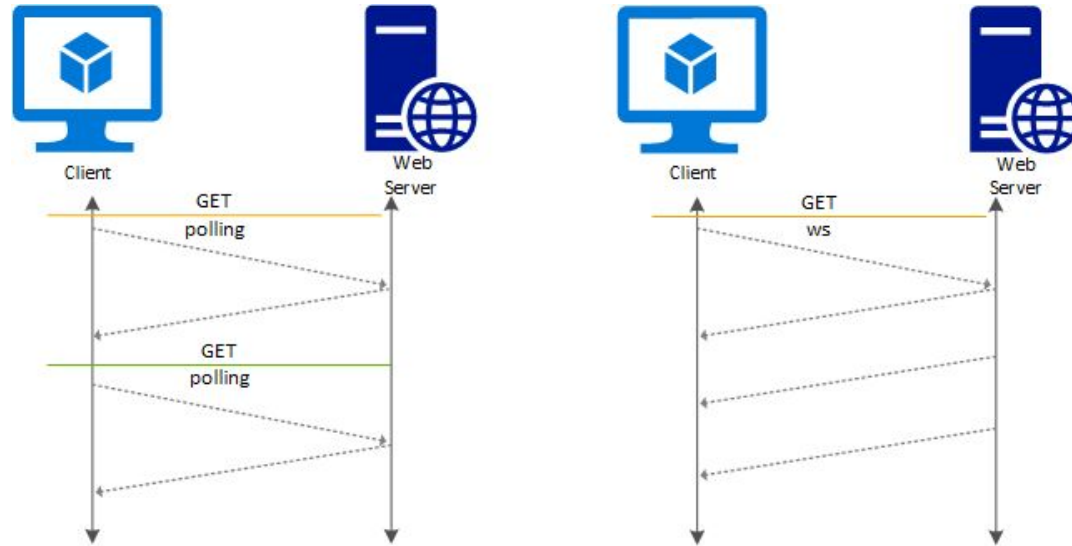 Client
Web
Server
GET
polling
GET
polling
Client
Web
Server
GET
ws